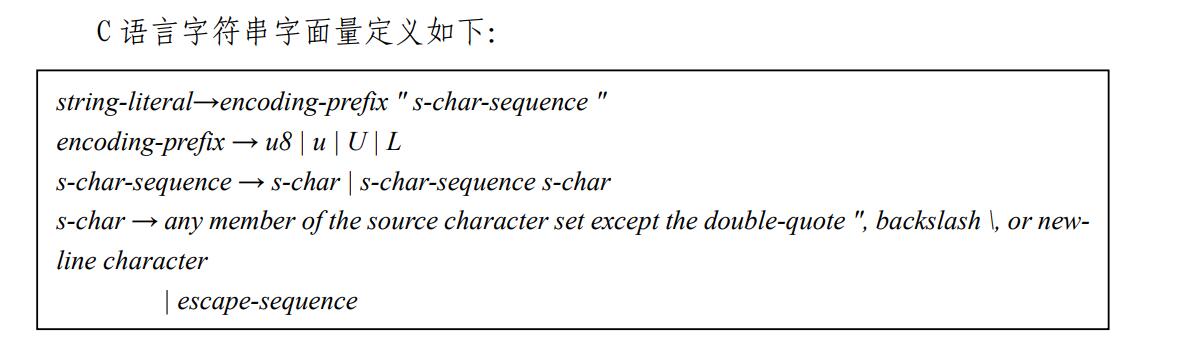 C 语言字符串字面量定义如下:
string-literal→encoding-prefix " s-char-sequence "
encoding-prefix → u8 | u | U | L
s-char-sequence → s-char | s-char-sequence s-char
s-char → any member of the source character set except the double-quote ", backslash \, or new-
line character
| escape-sequence